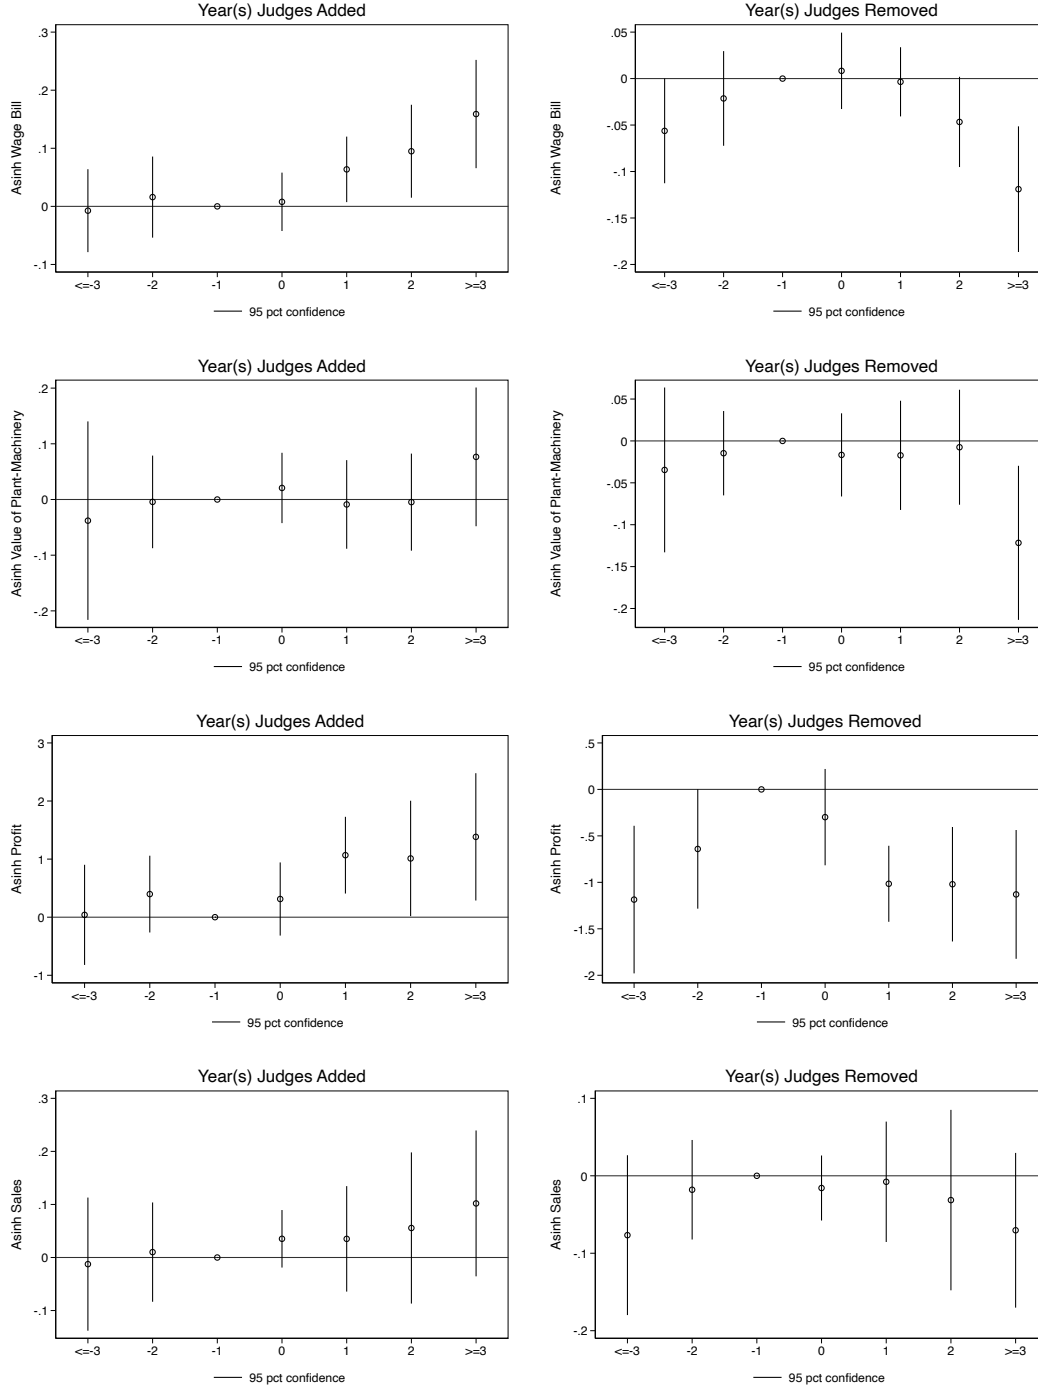 Year(s) Judges Added
Asinh Wage Bill
.3
.2
.1
0
-.1
<=-3 -2 -1 0 1 2 >=3
95 pct confidence
Year(s) Judges Removed
Asinh Wage Bill
.05
0
-.05
-.1
-.15
-.2
<=-3 -2 -1 0 1 2 >=3
95 pct confidence
Year(s) Judges Added
Asinh Value of Plant-Machinery
.2
.1
0
-.1
-.2
<=-3 -2 -1 0 1 2 >=3
95 pct confidence
Year(s) Judges Removed
Asinh Value of Plant-Machinery
.05
0
-.05
-.1
-.15
-.2
<=-3 -2 -1 0 1 2 >=3
95 pct confidence
Year(s) Judges Added
Asinh Profit
3
2
1
0
-1
<=-3 -2 -1 0 1 2 >=3
95 pct confidence
Year(s) Judges Removed
Asinh Profit
.5
0
-.5
-1
-1.5
-2
<=-3 -2 -1 0 1 2 >=3
95 pct confidence
Year(s) Judges Added
Asinh Sales
.3
.2
.1
0
-.1
<=-3 -2 -1 0 1 2 >=3
95 pct confidence
Year(s) Judges Removed
Asinh Sales
.1
0
-.1
-.2
<=-3 -2 -1 0 1 2 >=3
95 pct confidence